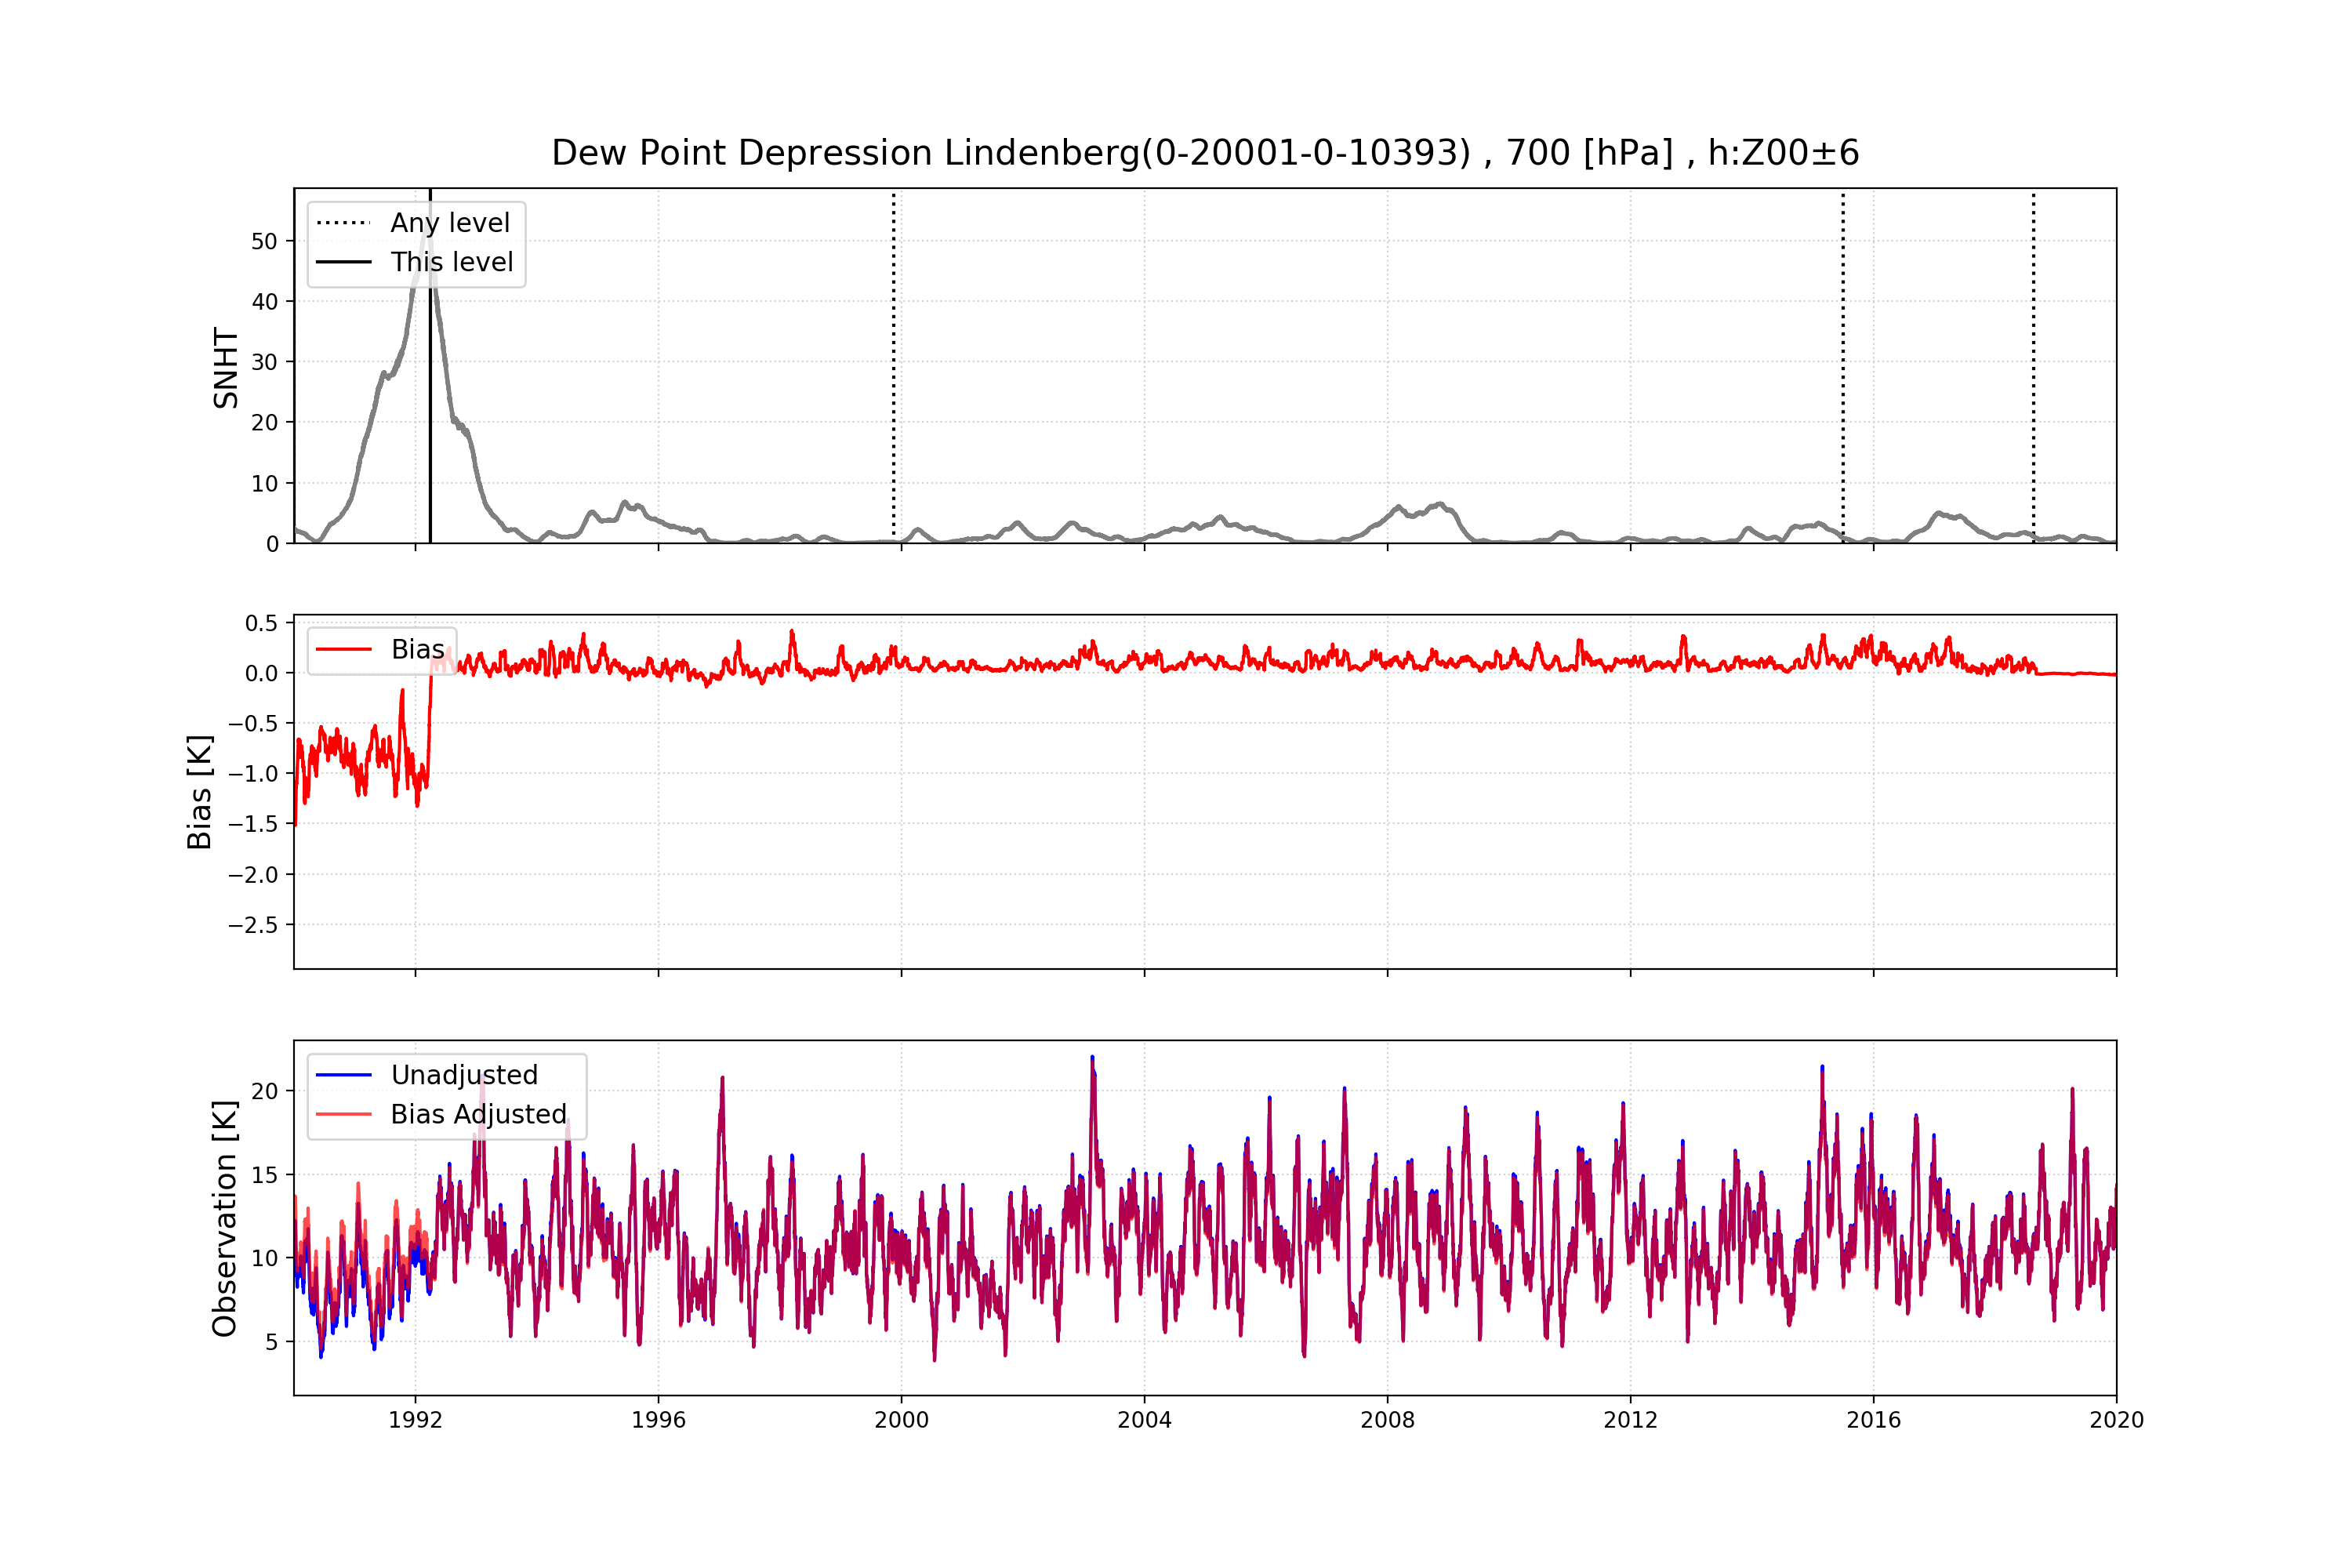 Dew Point Depression Lindenberg(0-20001-0-10393) , 700 [hPa] , h:Z00±6
SNHT
50
40
30
20
10
0
Any level
This level
Bias [K]
0.5
0.0
−0.5
−1.0
−1.5
−2.0
−2.5
Bias
Observation [K]
20
15
10
5
Unadjusted
Bias Adjusted
1992 1996 2000 2004 2008 2012 2016 2020